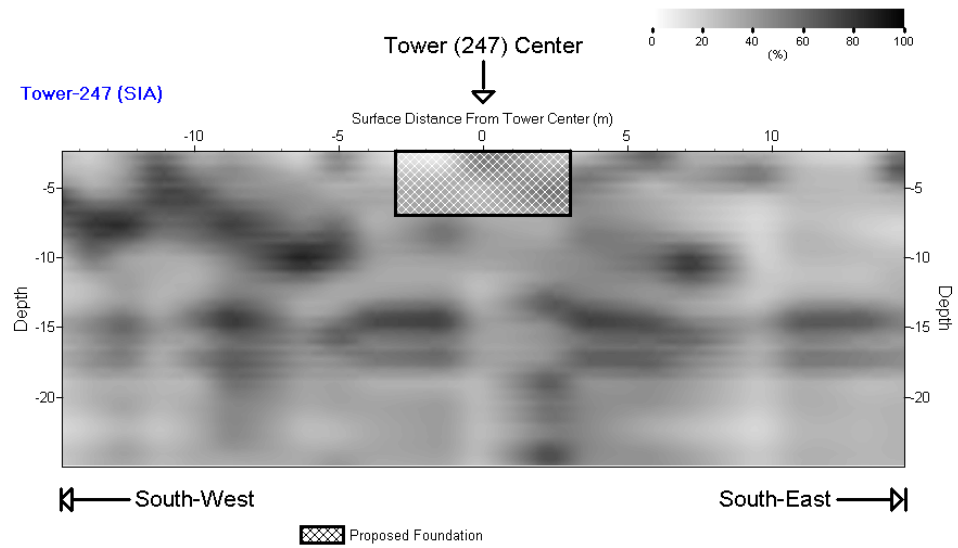 0 20 40 60 80 100
(%)
Tower (247) Center
Tower-247 (SIA)
Surface Distance From Tower Center (m)
-10 -5 0 5 10
-5 -5
-10 -10
Depth Depth
-15 -15
-20 -20
South-West South-East
Proposed Foundation